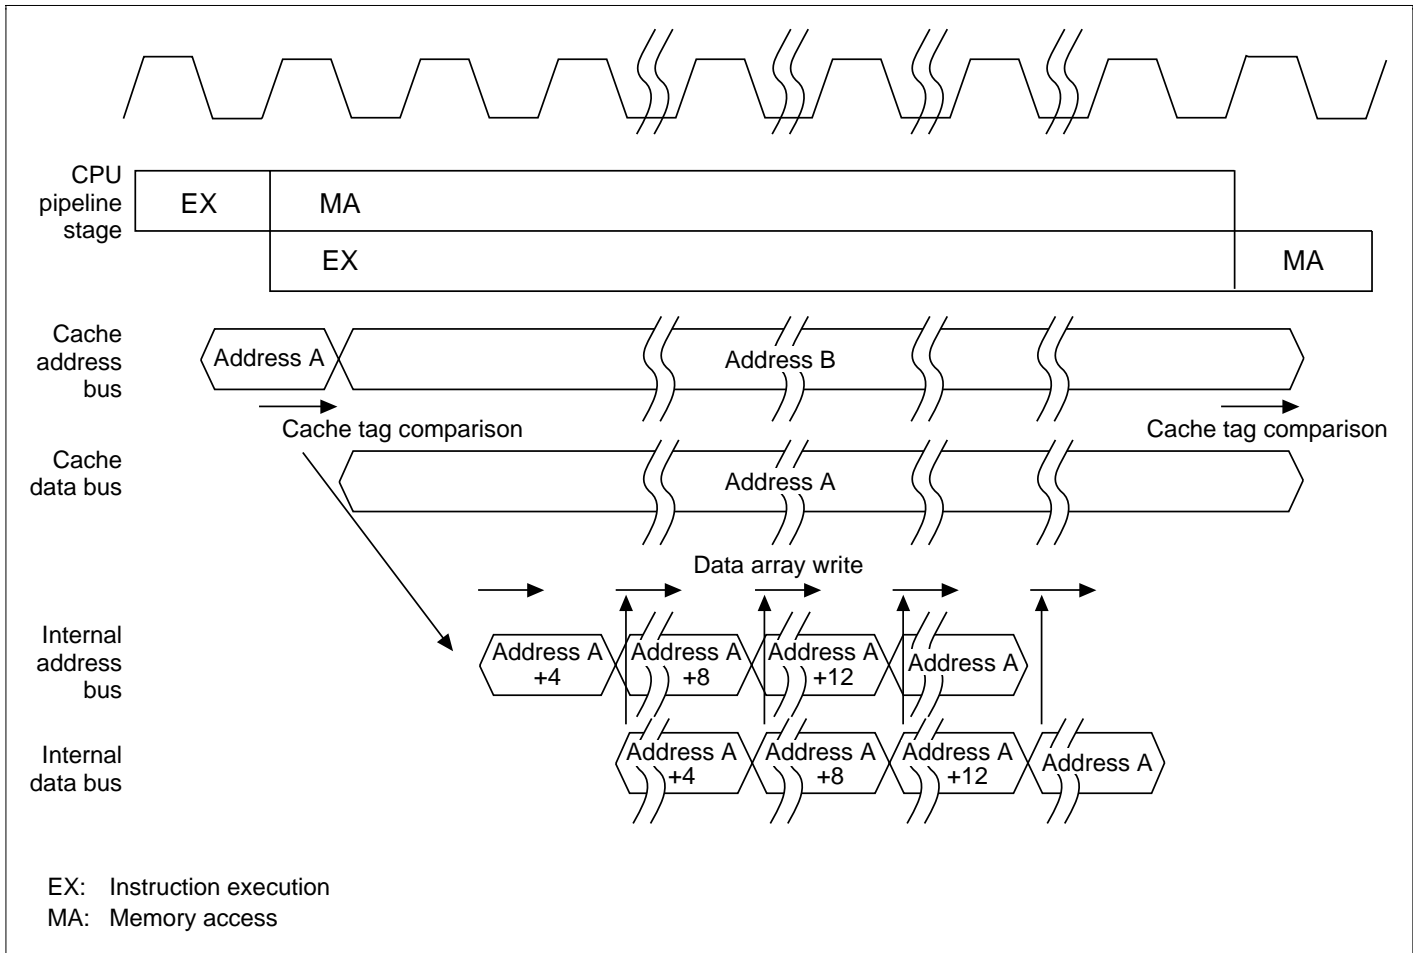 CPU
pipeline
stage
EX
MA
EX
MA
Cache
address
bus
Address A
Address B
Cache tag comparison
Cache tag comparison
Cache
data bus
Address A
Data array write
Internal
address
bus
Address A
+4
Address A
+8
Address A
+12
Address A
Internal
data bus
Address A
+4
Address A
+8
Address A
+12
Address A
EX: Instruction execution
MA: Memory access